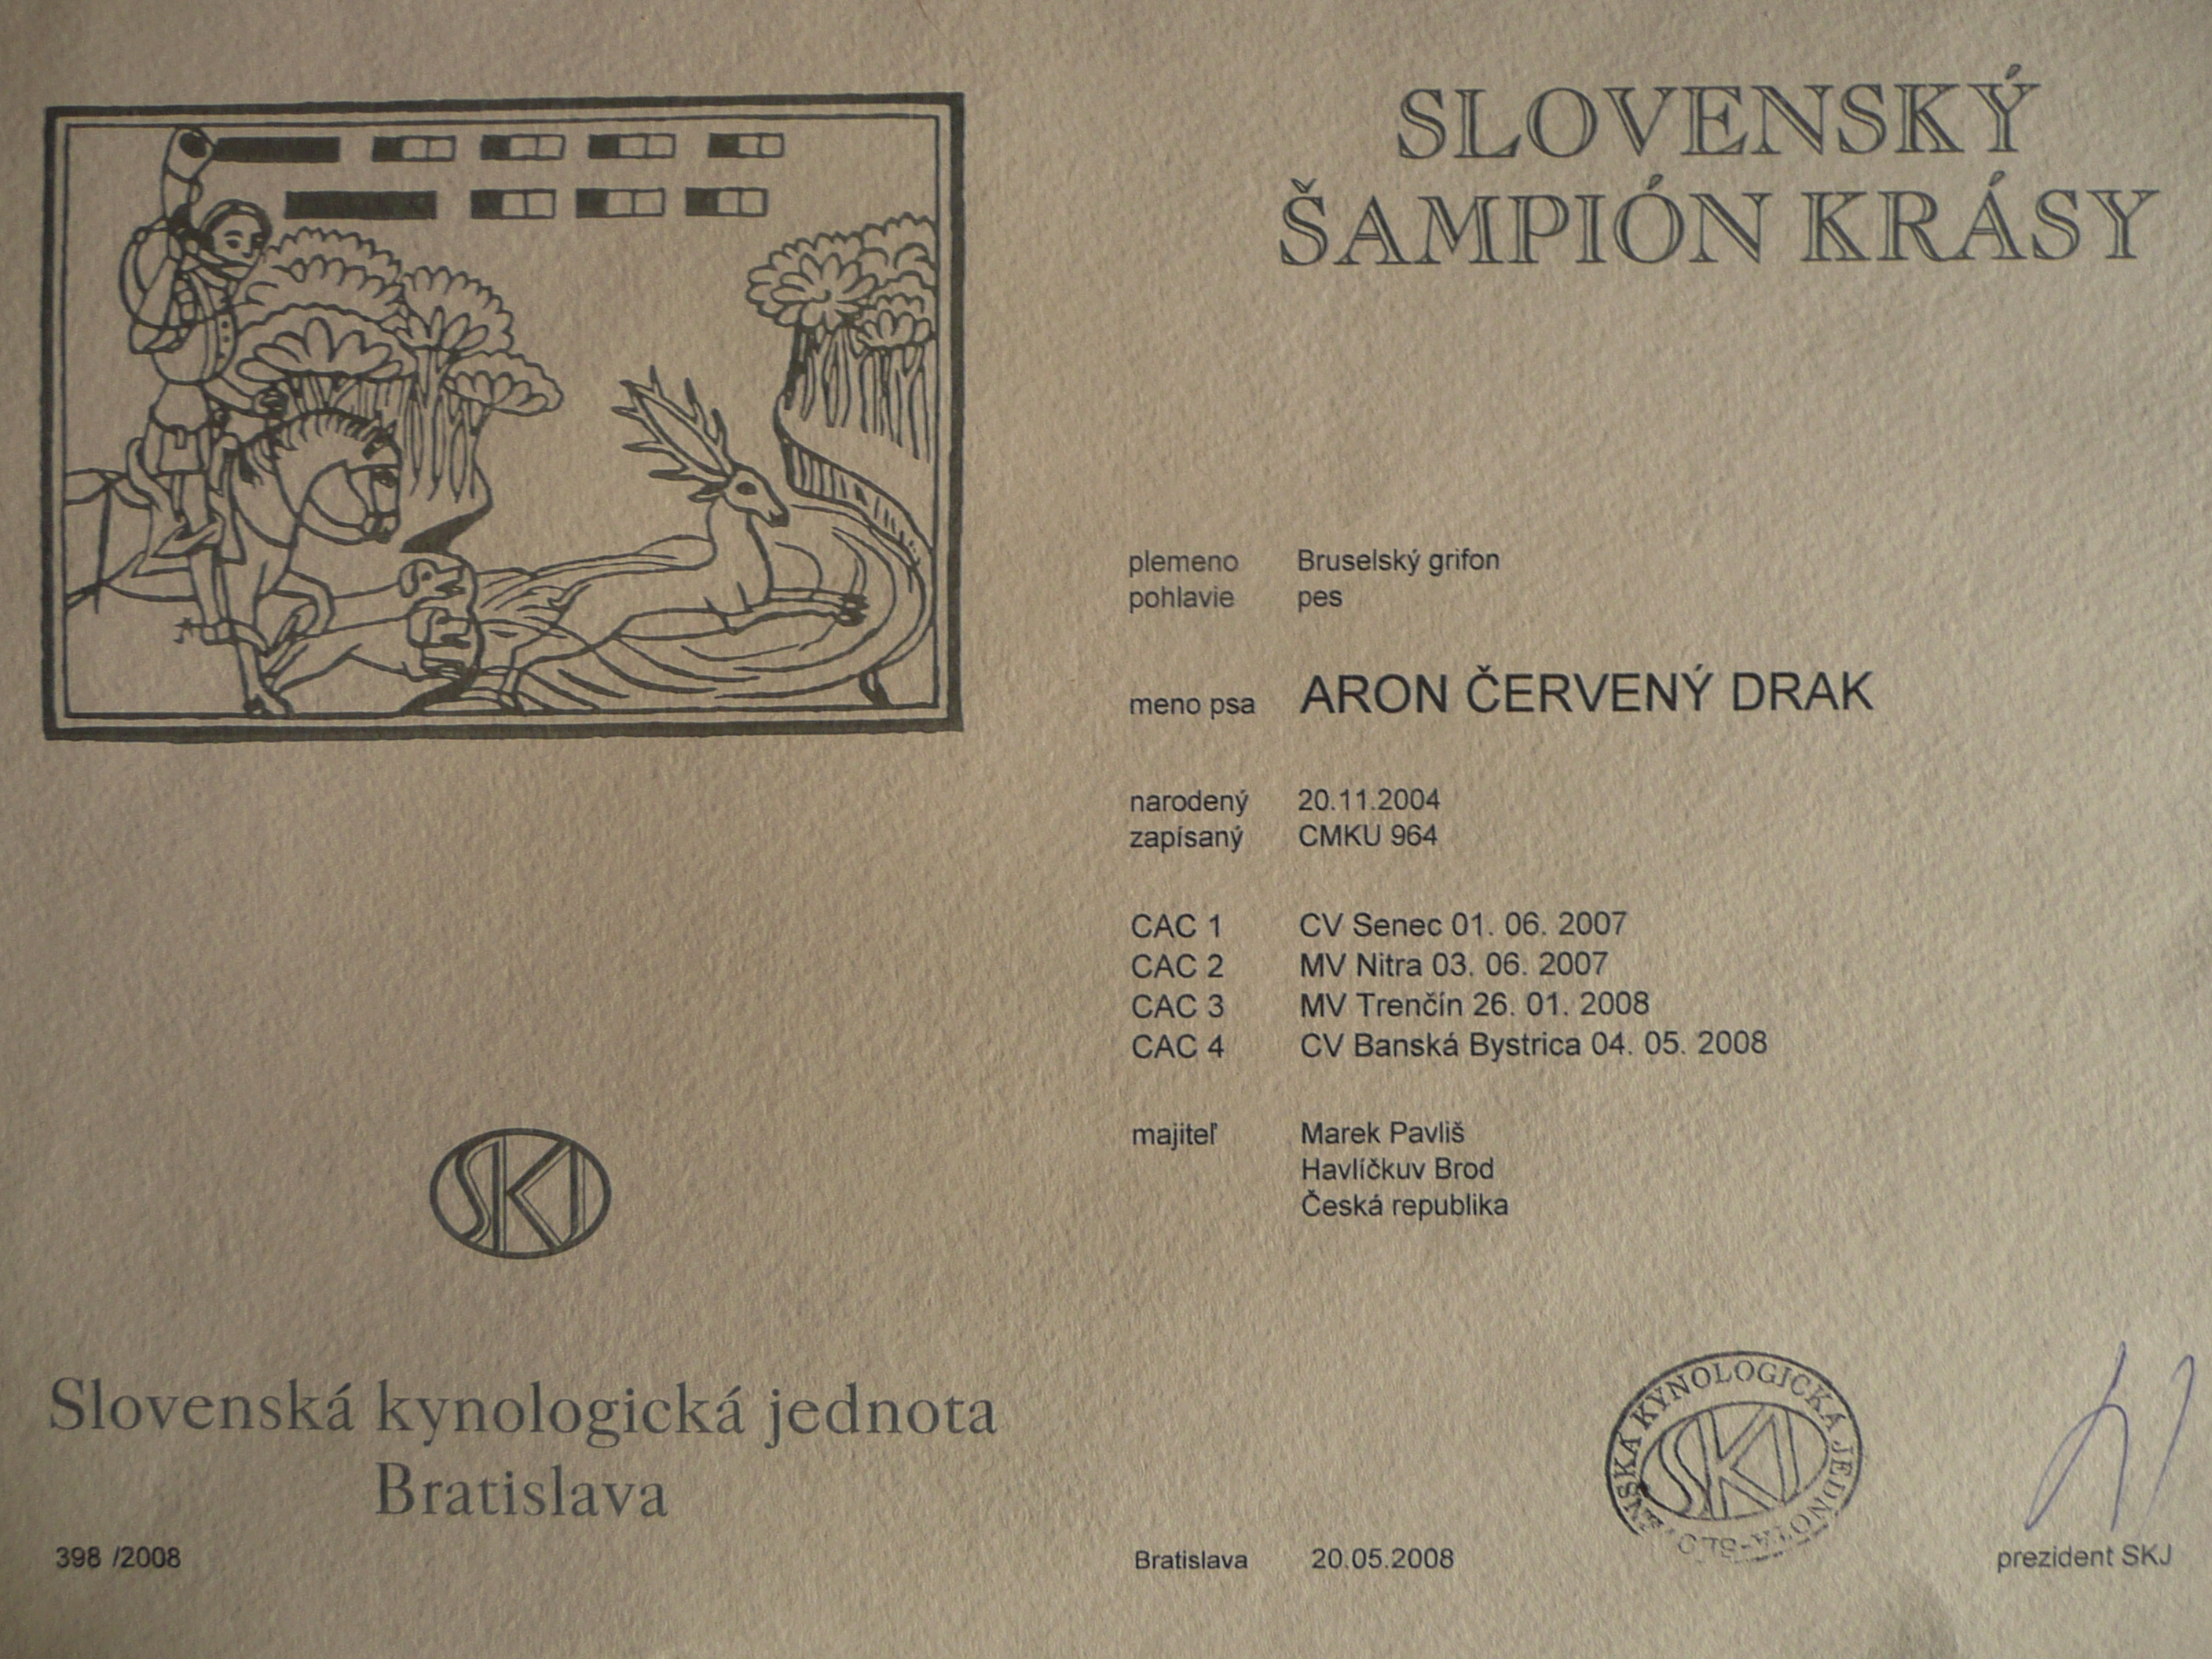 SLOVENSKÝ
ŠAMPIÓN KRÁSY
plemeno Bruselský grifon
pohlavie pes
meno psa ARON ČERVENÝ DRAK
narodený 20.11.2004
zapísaný CMKU 964
CAC 1 CV Senec 01. 06. 2007
CAC 2 MV Nitra 03. 06. 2007
CAC 3 MV Trenčín 26. 01. 2008
CAC 4 CV Banská Bystrica 04. 05. 2008
majiteľ Marek Pavliš
Havlíčkuv Brod
Česká republika
SKJ
Slovenská kynologická jednota
Bratislava
398 /2008
Bratislava 20.05.2008
KYNOLOGICKÁ JEDNOTA
SKJ
prezident SKJ